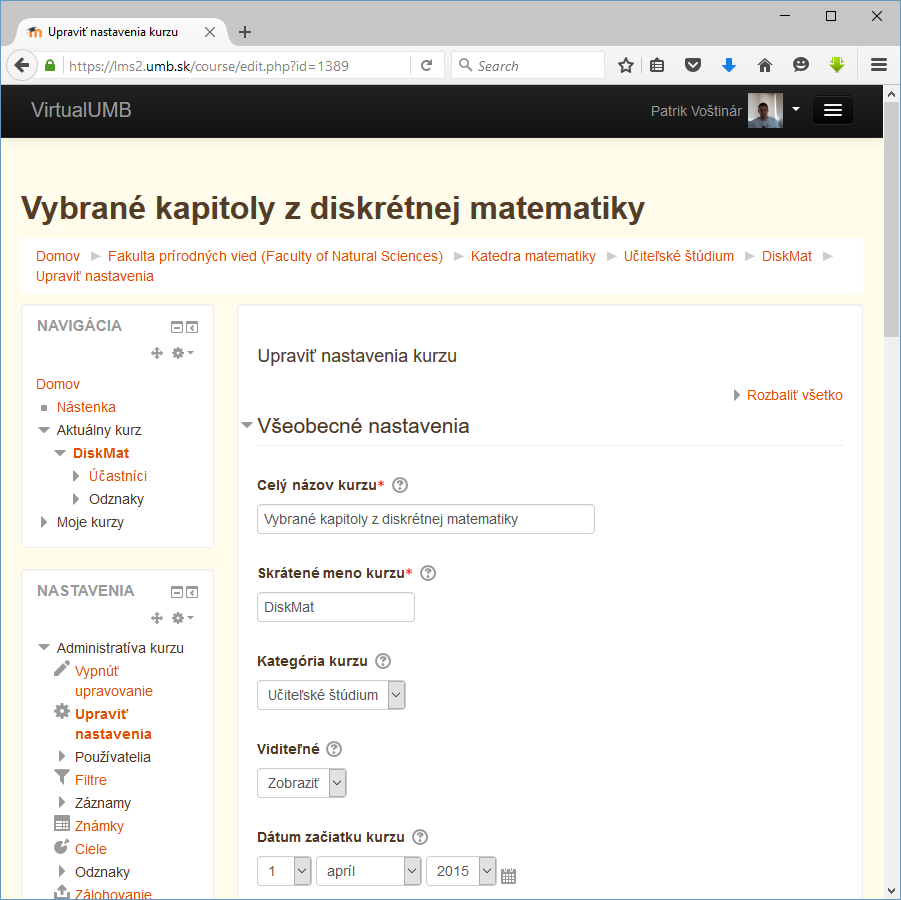 Upraviť nastavenia kurzu
https://lms2.umb.sk/course/edit.php?id=1389
Search
VirtualUMB
Patrik Voštinár
Vybrané kapitoly z diskrétnej matematiky
Domov Fakulta prírodných vied (Faculty of Natural Sciences) Katedra matematiky Učiteľské štúdium DiskMat
Upraviť nastavenia
NAVIGÁCIA
Domov
Nástenka
Aktuálny kurz
DiskMat
Účastníci
Odznaky
Moje kurzy
NASTAVENIA
Administratíva kurzu
Vypnúť
upravovanie
Upraviť
nastavenia
Používatelia
Filtre
Záznamy
Známky
Ciele
Odznaky
Zálohovanie
Upraviť nastavenia kurzu
Rozbaliť všetko
Všeobecné nastavenia
Celý názov kurzu*
Vybrané kapitoly z diskrétnej matematiky
Skrátené meno kurzu*
DiskMat
Kategória kurzu
Učiteľské štúdium
Viditeľné
Zobraziť
Dátum začiatku kurzu
1 apríl 2015